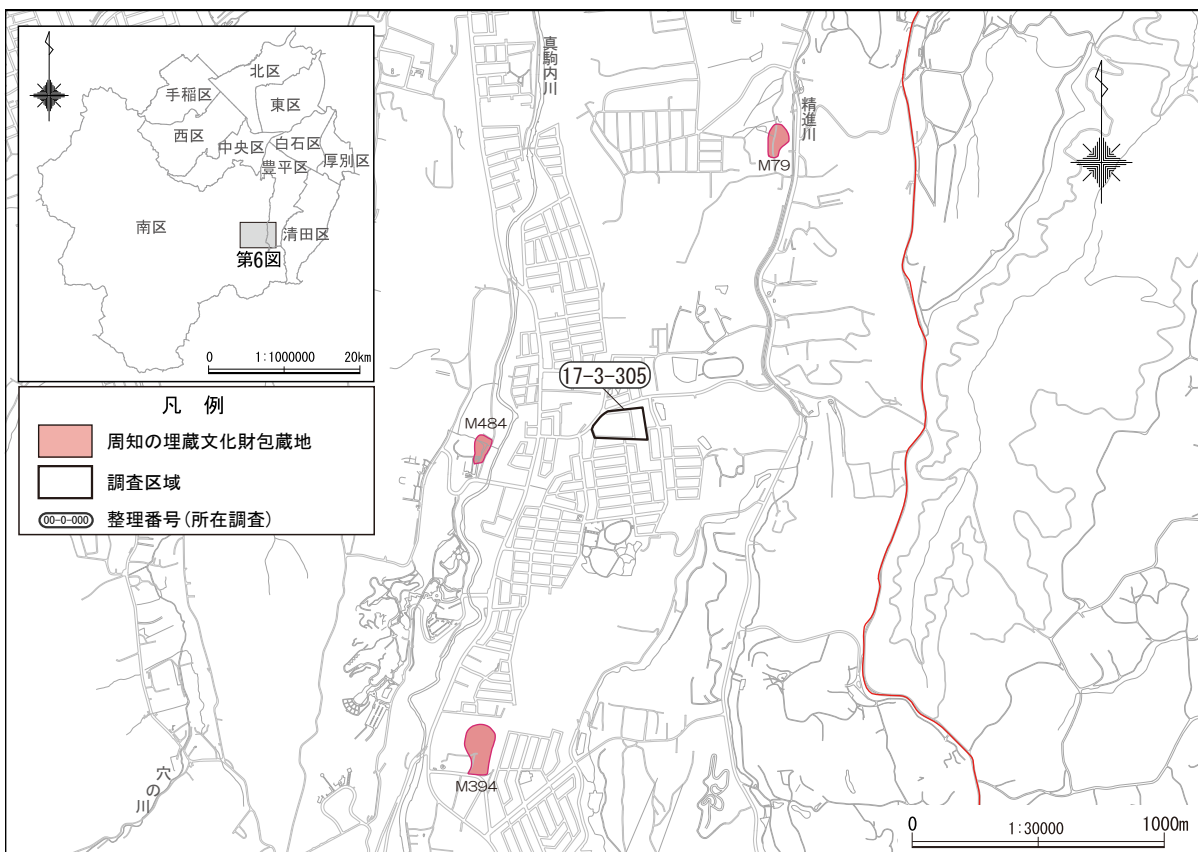 北区
手稲区
東区
西区
中央区
白石区
厚別区
豊平区
南区
清田区
第6図
0 1:1000000 20km
凡 例
周知の埋蔵文化財包蔵地
調査区域
00-0-000 整理番号(所在調査)
真駒内川
精進川
M79
17-3-305
M484
M394
穴の川
0 1:30000 1000m